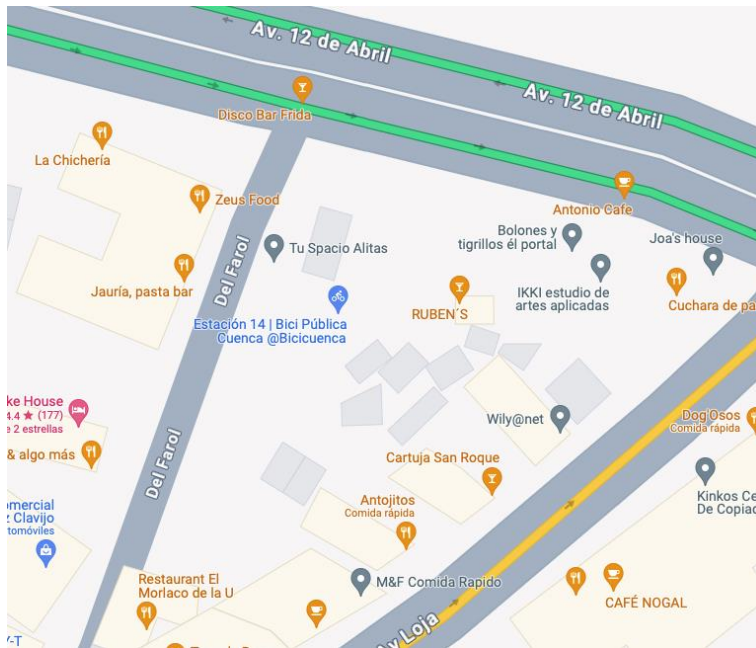 Av. 12 de Abril
Av. 12 de Abril
Disco Bar Frida
La Chichería
Zeus Food
Antonio Cafe
Bolones y
tigrillos él portal
Joa's house
Tu Spacio Alitas
Del Farol
Jauría, pasta bar
IKKI estudio de
artes aplicadas
Cuchara de pa
RUBEN´S
Estación 14 | Bici Pública
Cuenca @Bicicuenca
ke House
4.4 ★ (177)
e 2 estrellas
Wily@net
Dog'Osos
Comida rápida
& algo más
Del Farol
Cartuja San Roque
Kinkos Ce
De Copiad
omercial
z Clavijo
tomóviles
Antojitos
Comida rápida
Restaurant El
Morlaco de la U
M&F Comida Rapido
CAFÉ NOGAL
Av Loja
Y-T